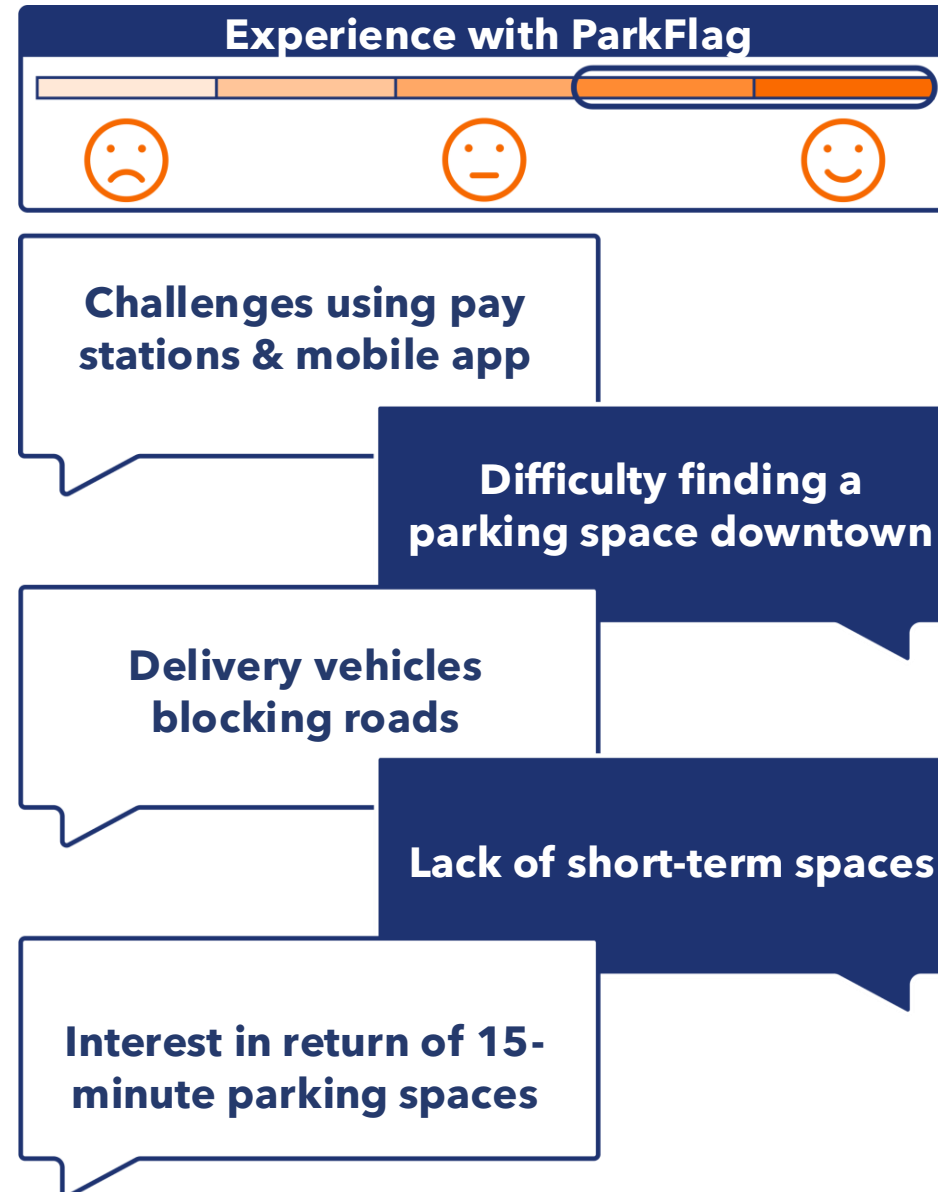 Experience with ParkFlag
Challenges using pay
stations & mobile app
Difficulty finding a
parking space downtown
Delivery vehicles
blocking roads
Lack of short-term spaces
Interest in return of 15-
minute parking spaces